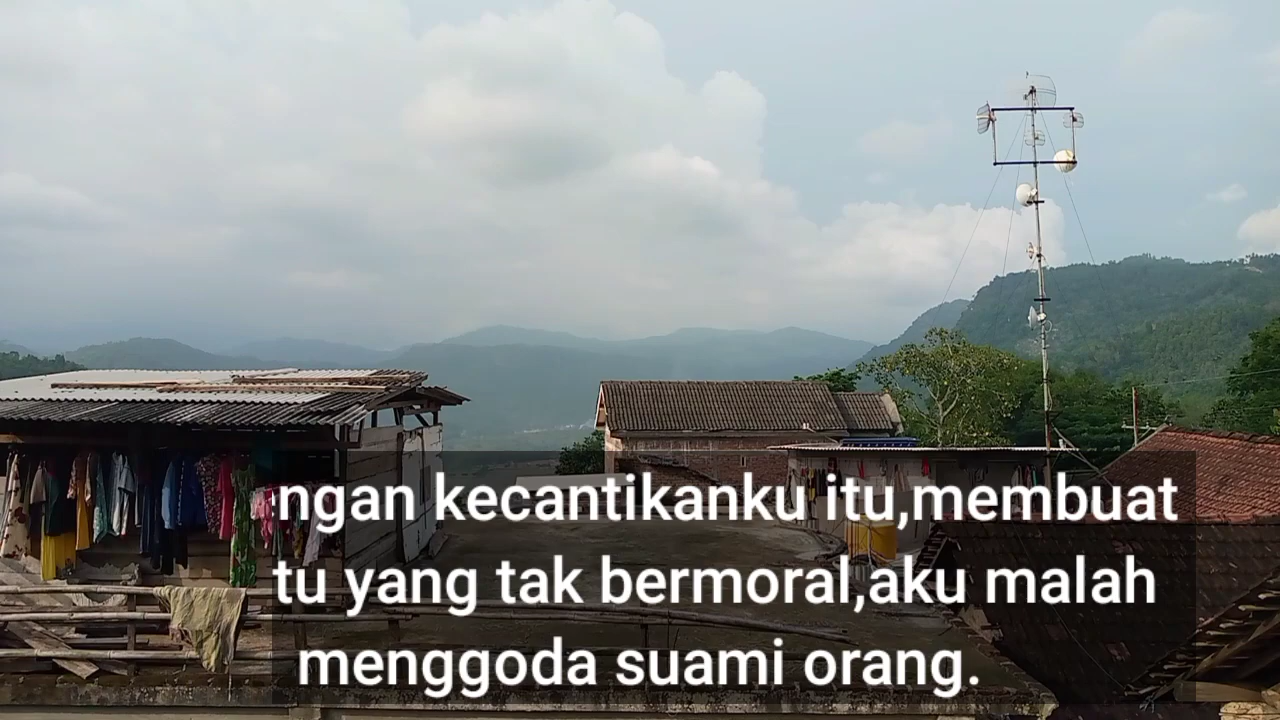 ngan kecantikanku itu,membuat
tu yang tak bermoral,aku malah
menggoda suami orang.